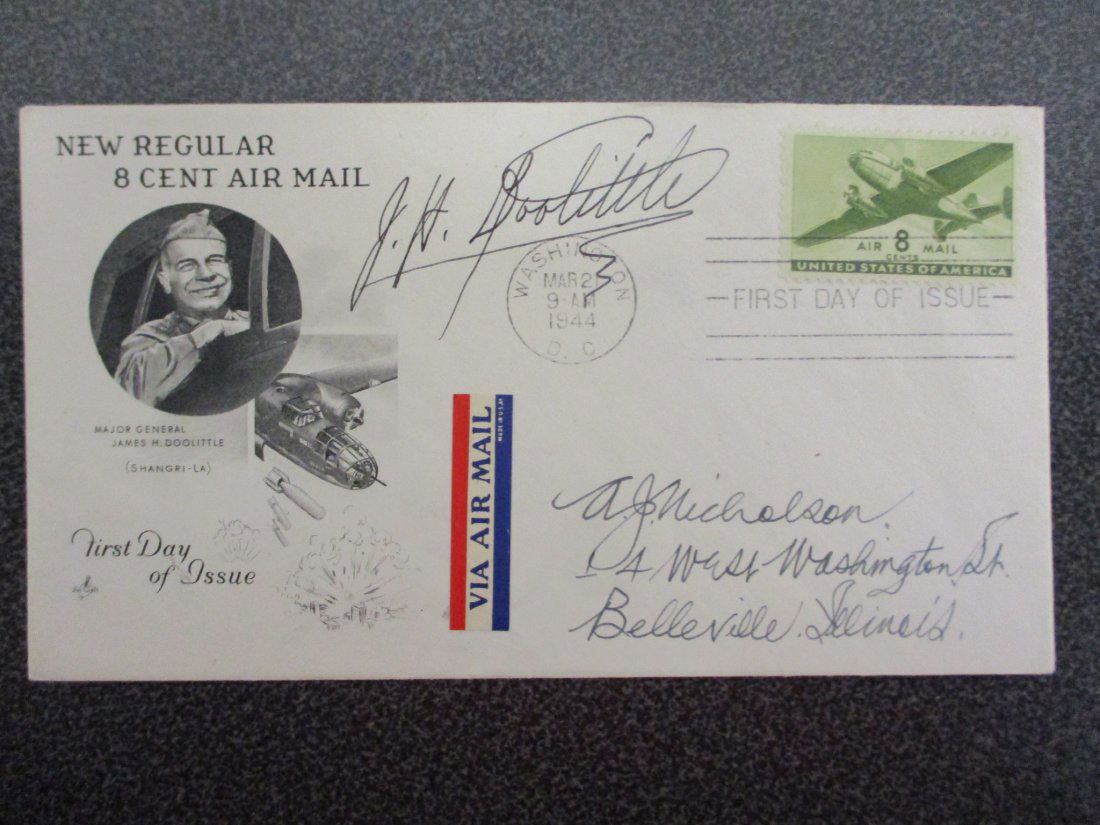 NEW REGULAR
8 CENT AIR MAIL
J. H. Doolittle
AIR 8 MAIL
CENTS
UNITED STATES OF AMERICA
WASHINGTON
MAR 21
9-AM
1944
D. C.
FIRST DAY OF ISSUE
MAJOR GENERAL
JAMES H. DOOLITTLE
(SHANGRI-LA)
First Day
of Issue
VIA AIR MAIL
MADE IN U.S.A.
A. J. Nicholson.
14 West Washington St.
Belleville. Illinois.